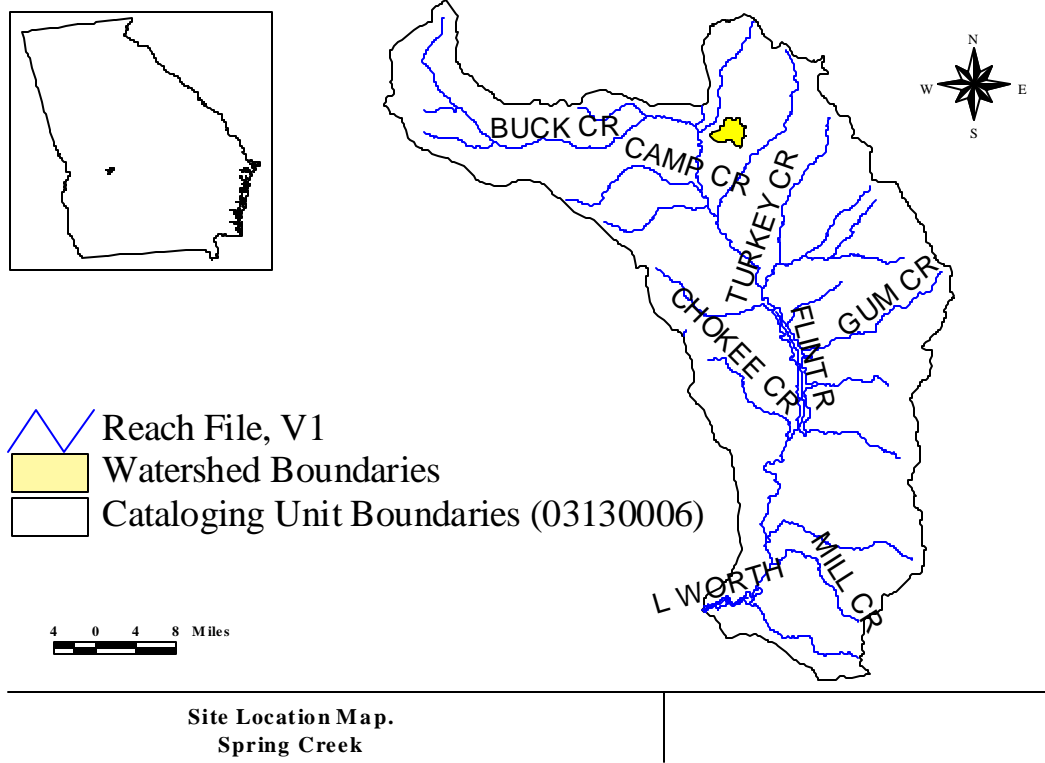 N
W
E
S
BUCK CR
CAMP CR
TURKEY CR
GUM CR
CHOKEE CR
FLINT R
MILL CR
L WORTH
Reach File, V1
Watershed Boundaries
Cataloging Unit Boundaries (03130006)
4 0 4 8 Miles
Site Location Map.
Spring Creek